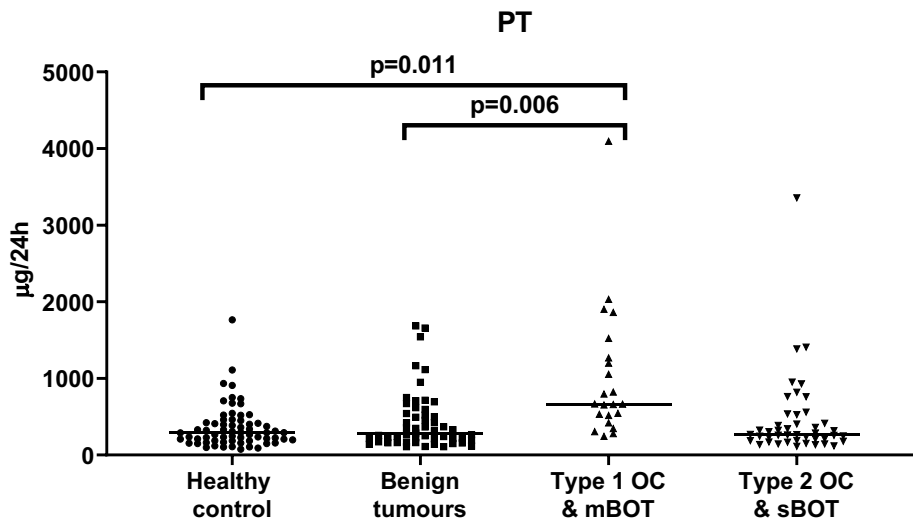 PT
5000
4000
3000
2000
1000
0
µg/24h
p=0.011
p=0.006
Healthy
control
Benign
tumours
Type 1 OC
& mBOT
Type 2 OC
& sBOT